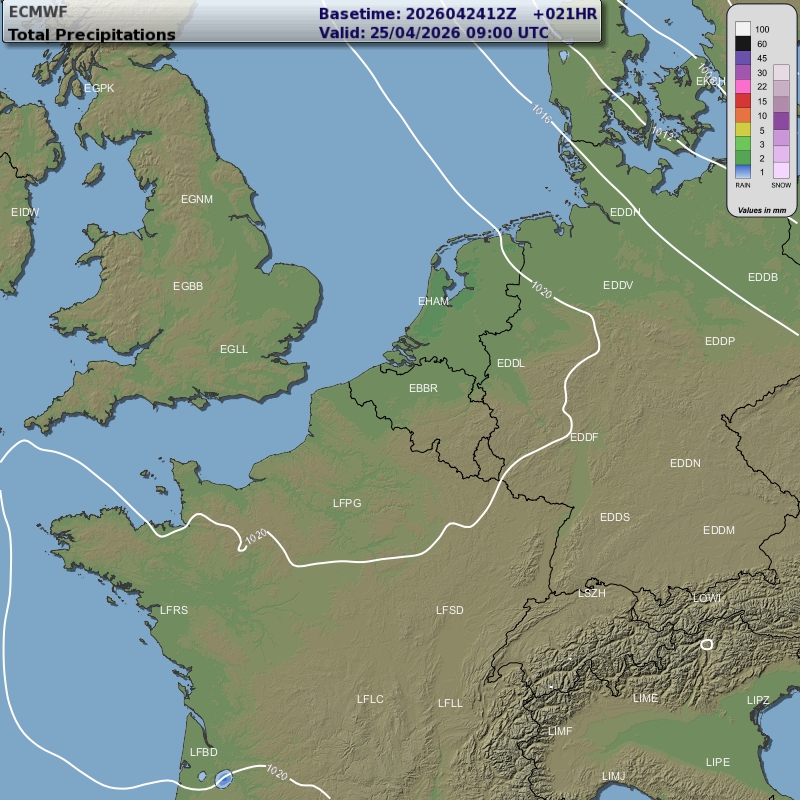 ECMWF
Basetime: 2026042412Z +021HR
Total Precipitations
Valid: 25/04/2026 09:00 UTC
100
60
45
30
22
15
10
5
3
2
1
RAIN SNOW
Values in mm
EGPK
EKCH
1016
1012
EGNM
EIDW
EDDH
EGBB
EDDV
EDDB
1020
EHAM
EGLL
EDDP
EDDL
EBBR
EDDF
EDDN
LFPG
EDDS
EDDM
1020
LSZH
LOWI
LFRS
LFSD
LFLC
LFLL
LIME
LIPZ
LIMF
LFBD
LIPE
1020
LIMJ